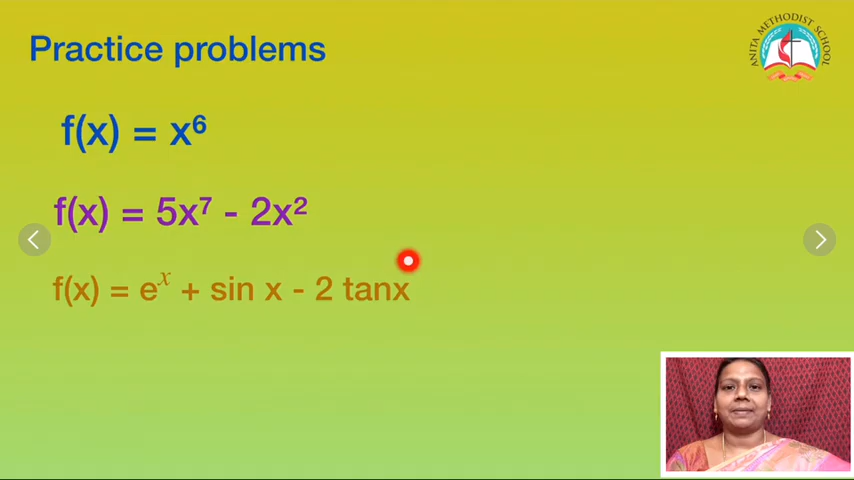 Practice problems
ANITA METHODIST SCHOOL
f(x) = x⁶
f(x) = 5x⁷ - 2x²
f(x) = eˣ + sin x - 2 tanx